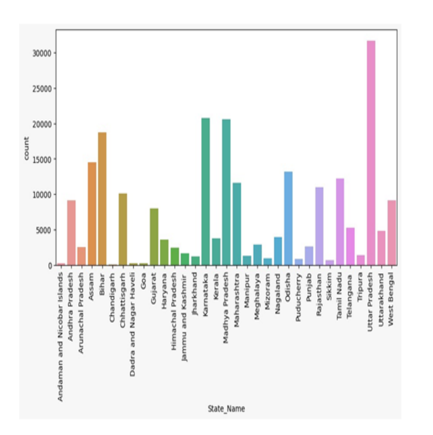 30000
25000
20000
15000
10000
5000
0
count
Andaman and Nicobar Islands
Andhra Pradesh
Arunachal Pradesh
Assam
Bihar
Chandigarh
Chhattisgarh
Dadra and Nagar Haveli
Goa
Gujarat
Haryana
Himachal Pradesh
Jammu and Kashmir
Jharkhand
Karnataka
Kerala
Madhya Pradesh
Maharashtra
Manipur
Meghalaya
Mizoram
Nagaland
Odisha
Puducherry
Punjab
Rajasthan
Sikkim
Tamil Nadu
Telangana
Tripura
Uttar Pradesh
Uttarakhand
West Bengal
State_Name